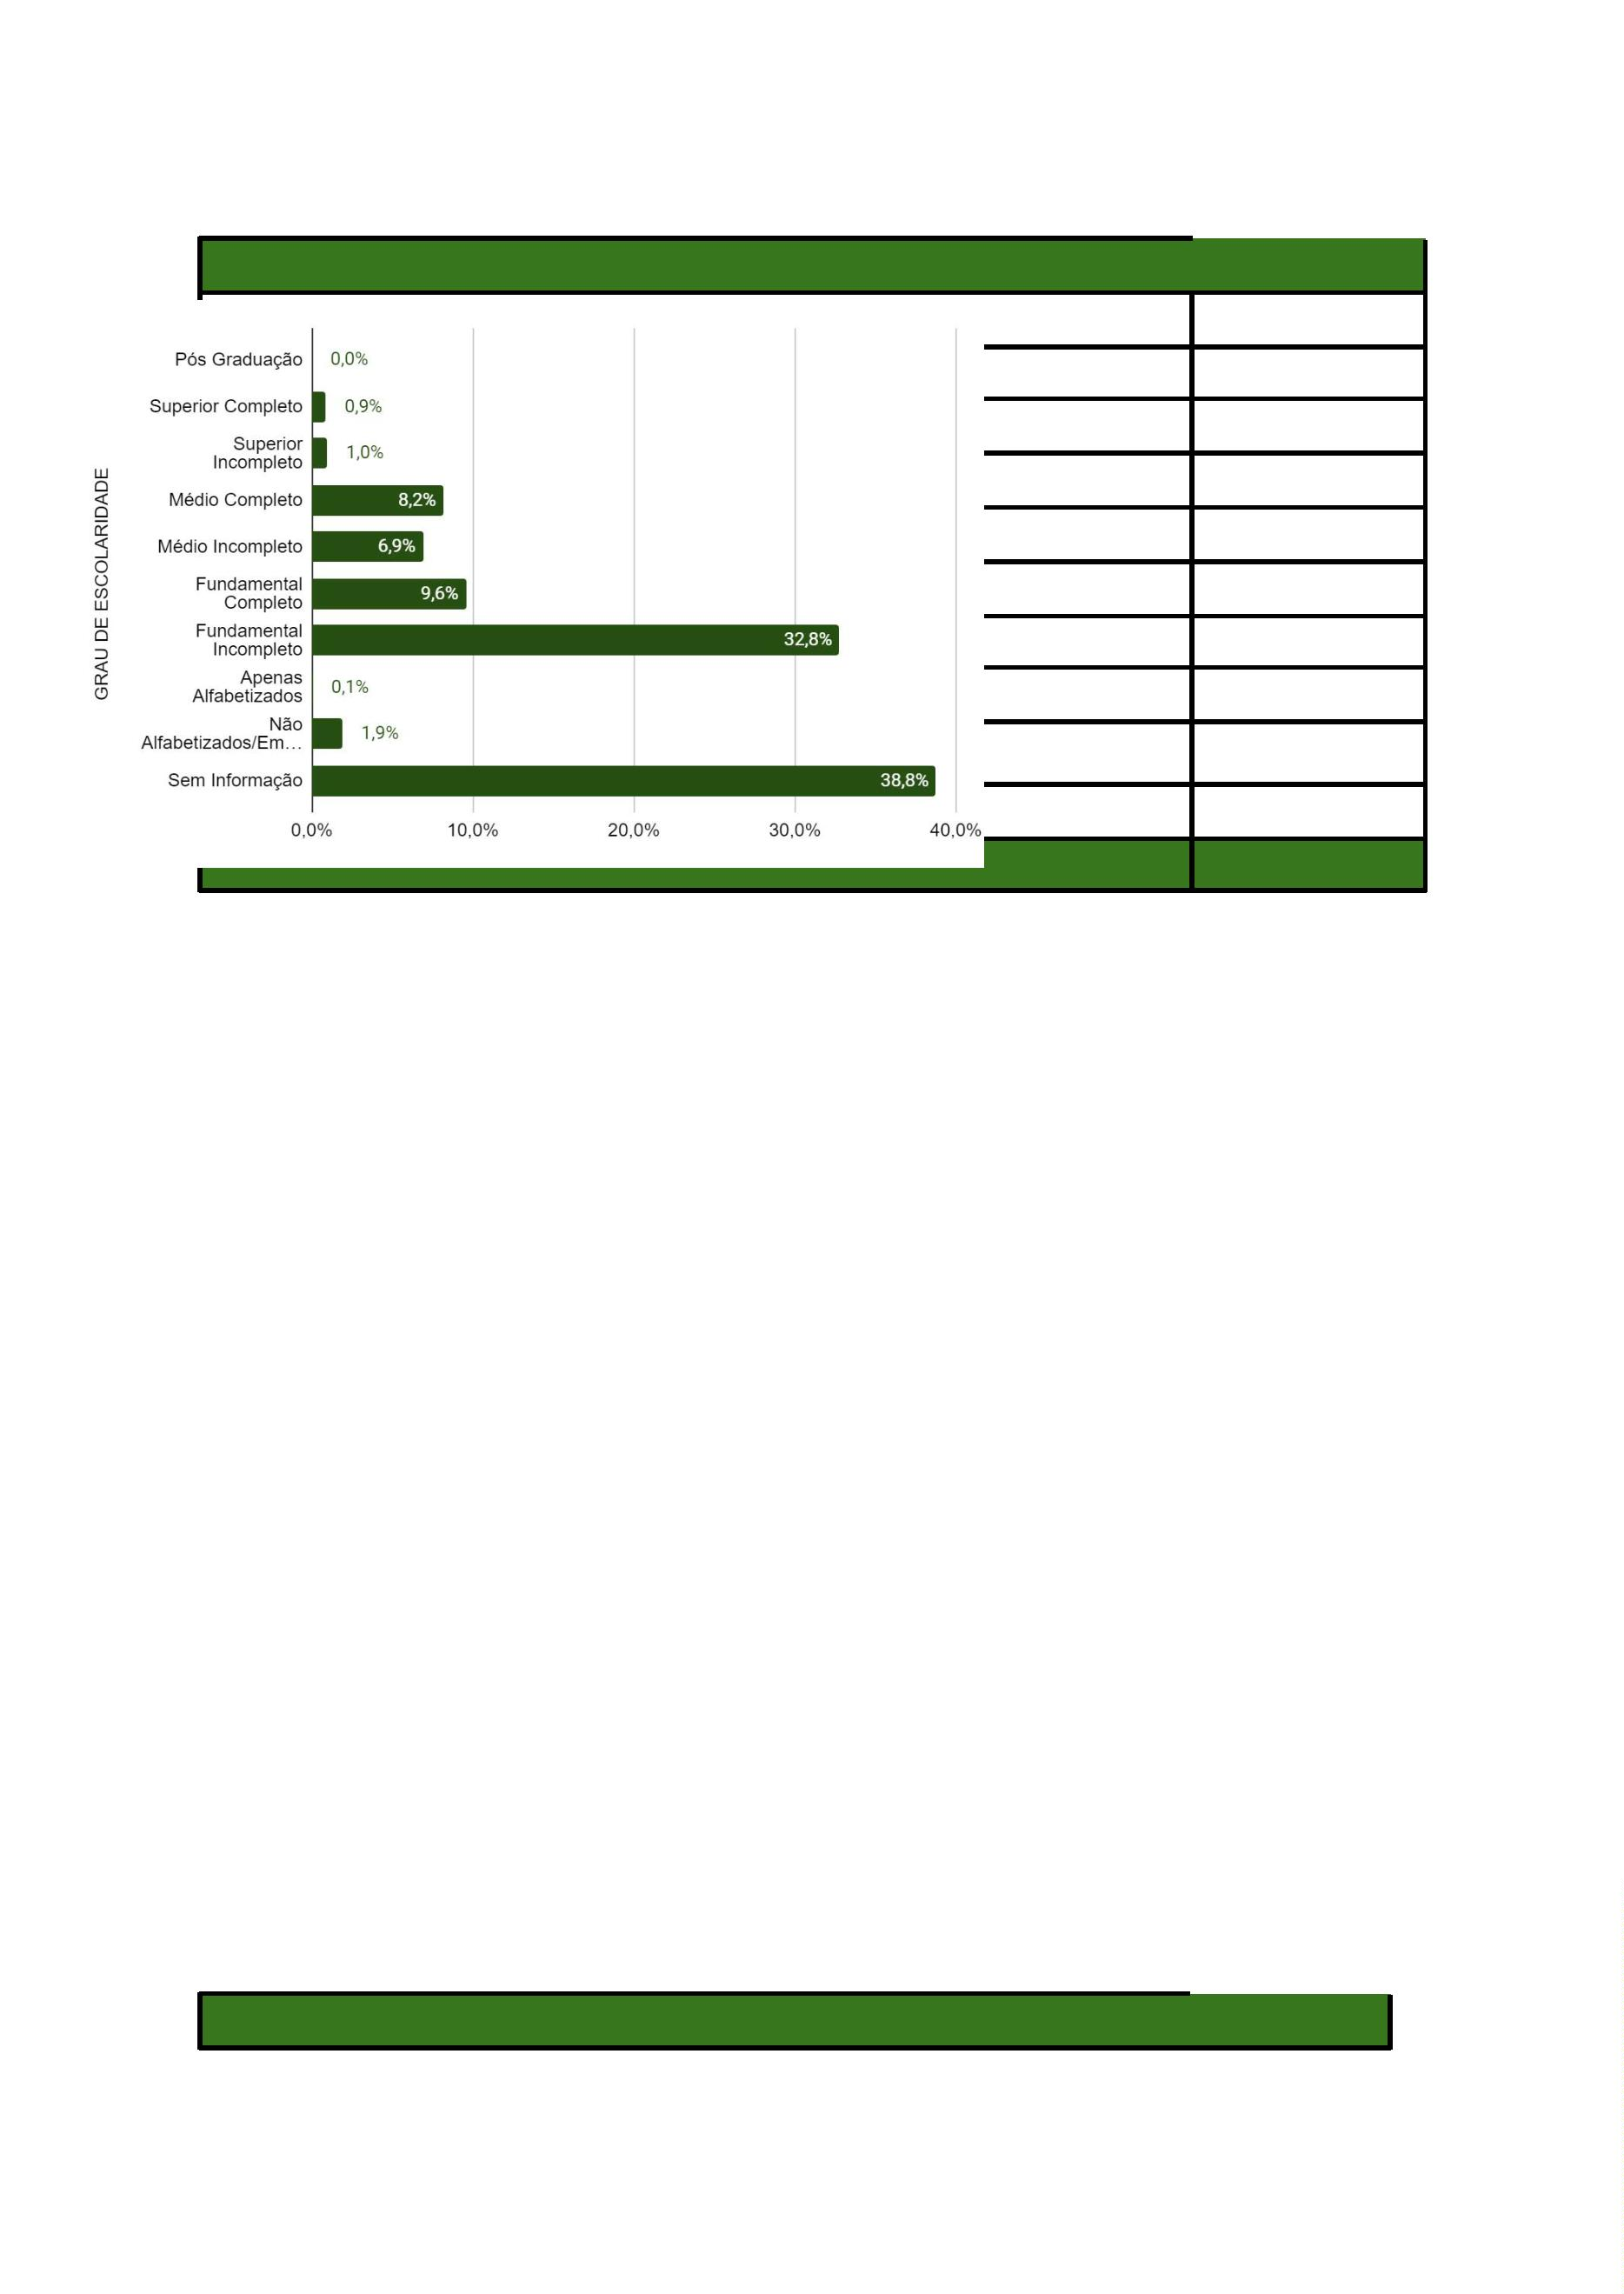 GRAU DE ESCOLARIDADE
Pós Graduação
0,0%
Superior Completo
0,9%
Superior
Incompleto
1,0%
Médio Completo
8,2%
Médio Incompleto
6,9%
Fundamental
Completo
9,6%
Fundamental
Incompleto
32,8%
Apenas
Alfabetizados
0,1%
Não
Alfabetizados/Em…
1,9%
Sem Informação
38,8%
0,0% 10,0% 20,0% 30,0% 40,0%